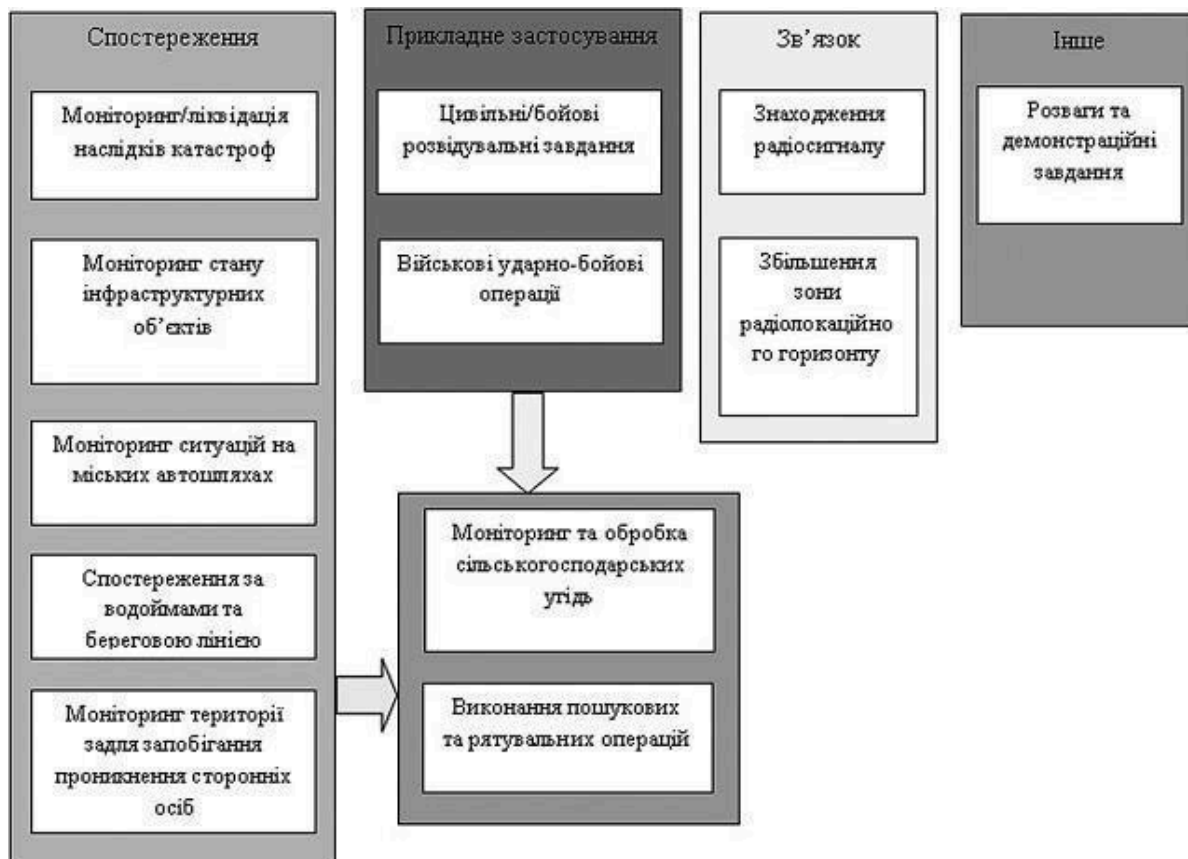 Спостереження
Моніторинг/ліквідація
наслідків катастроф
Моніторинг стану
інфраструктурних
об’єктів
Моніторинг ситуацій на
міських автошляхах
Спостереження за
водоймами та
береговою лінією
Моніторинг території
задля запобігання
проникнення сторонніх
осіб
Прикладне застосування
Цивільні/бойові
розвідувальні завдання
Військові ударно-бойові
операції
Зв’язок
Знаходження
радіосигналу
Збільшення
зони
радіолокаційно
го горизонту
Інше
Розваги та
демонстраційні
завдання
Моніторинг та обробка
сільськогосподарських
угідь
Виконання пошукових
та рятувальних операцій